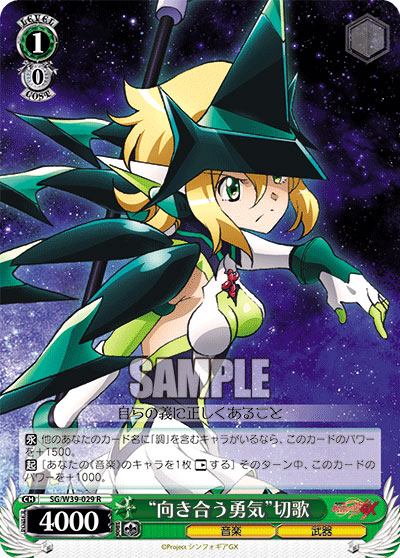 LEVEL
1
0
COST
SAMPLE
自らの義に正しくあること
永 他のあなたのカード名に「調」を含むキャラがいるなら、このカードのパワー
を+1500。
起 [あなたの《音楽》のキャラを1枚 する] そのターン中、このカードのパワー
を+1000。
CH SG/W39-029 R
4000
“向き合う勇気”切歌
GX
音楽 武器
©Project シンフォギアGX